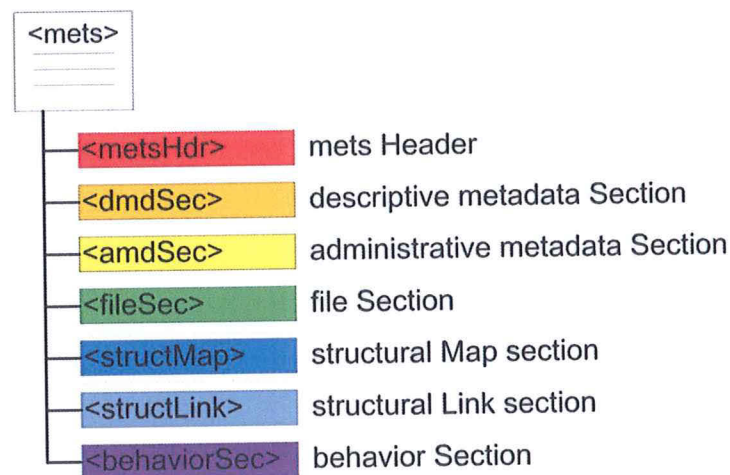 <mets>
<metsHdr> mets Header
<dmdSec> descriptive metadata Section
<amdSec> administrative metadata Section
<fileSec> file Section
<structMap> structural Map section
<structLink> structural Link section
<behaviorSec> behavior Section